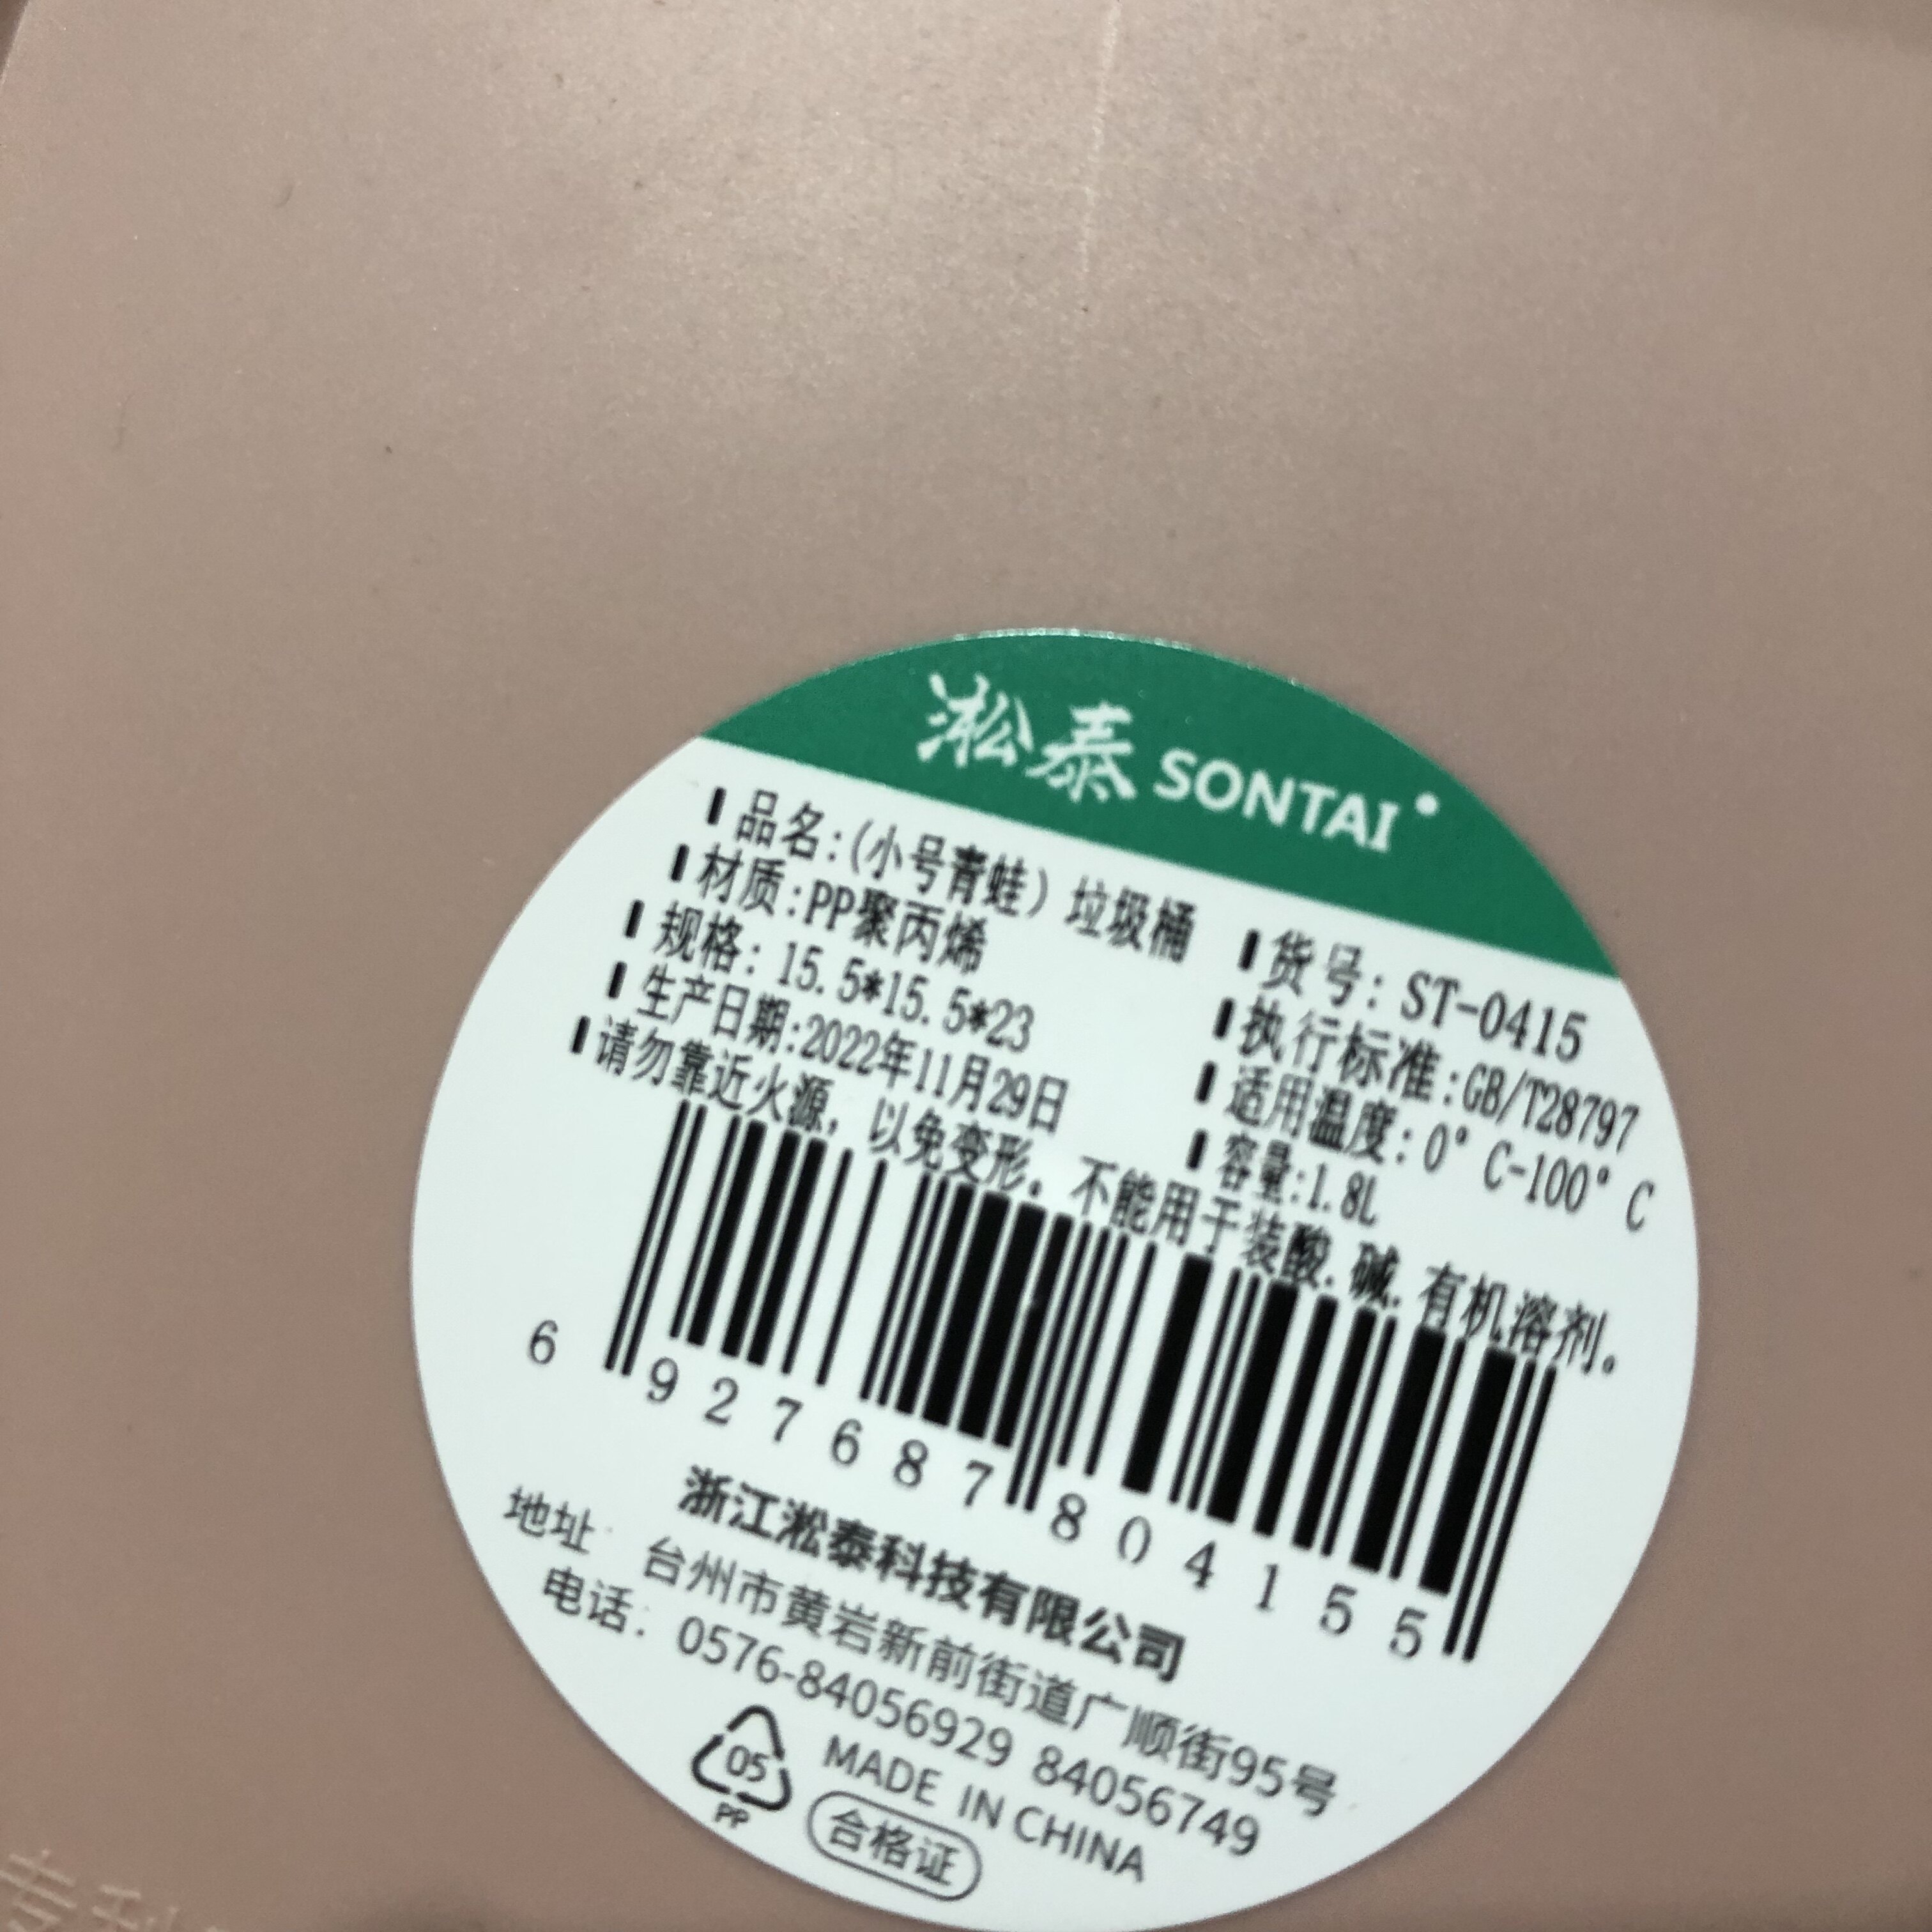 淞泰 SONTAI
品名:(小号青蛙) 垃圾桶
货号: ST-0415
材质:PP聚丙烯
执行标准:GB/T28797
规格: 15.5*15.5*23
适用温度: 0°C-100°C
生产日期:2022年11月29日
容量:1.8L
请勿靠近火源, 以免变形。不能用于装酸.碱.有机溶剂。
6 927687 804155
浙江淞泰科技有限公司
地址: 台州市黄岩新前街道广顺街95号
电话: 0576-84056929 84056749
05
PP
MADE IN CHINA
合格证